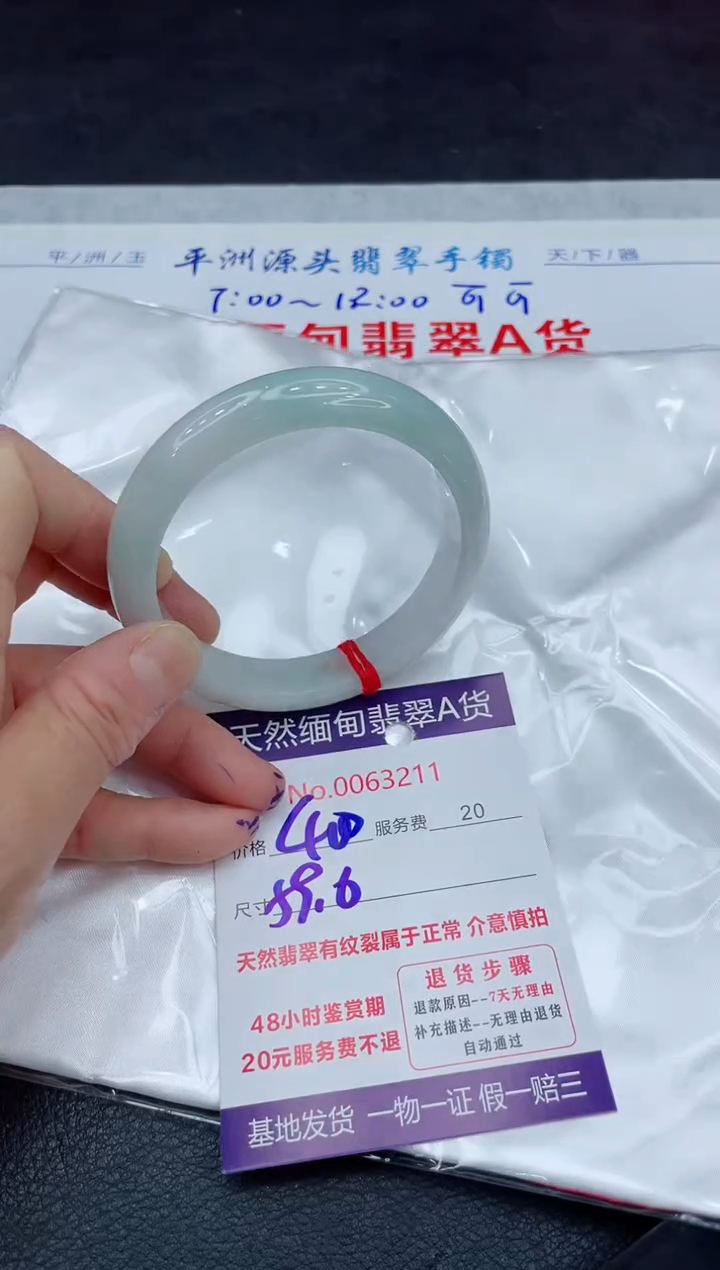 平/洲/玉 平洲源头翡翠手镯 天/下/器
7:00～12:00 可可
缅甸翡翠A货
天然缅甸翡翠A货
No.0063211
价格 40 服务费 20
尺寸 59.6
天然翡翠有纹裂属于正常 介意慎拍
48小时鉴赏期
20元服务费不退
退货步骤
退款原因--7天无理由
补充描述--无理由退货
自动通过
基地发货 一物一证 假一赔三